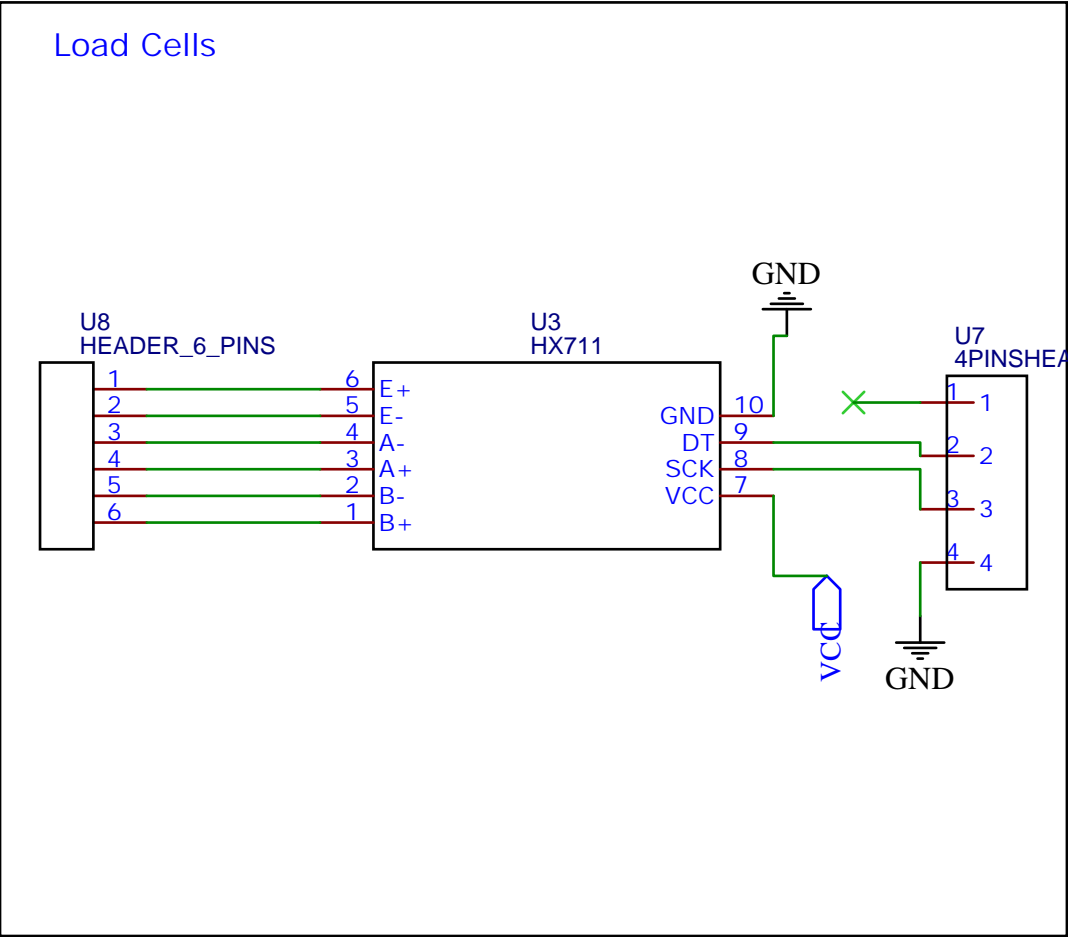 Load Cells
GND
U8
HEADER_6_PINS
U3
HX711
U7
4PINSHEA
1 6 E+
2 5 E-
3 4 A-
4 3 A+
5 2 B-
6 1 B+
GND 10
DT 9
SCK 8
VCC 7
1 1
2 2
3 3
4 4
VCC
GND